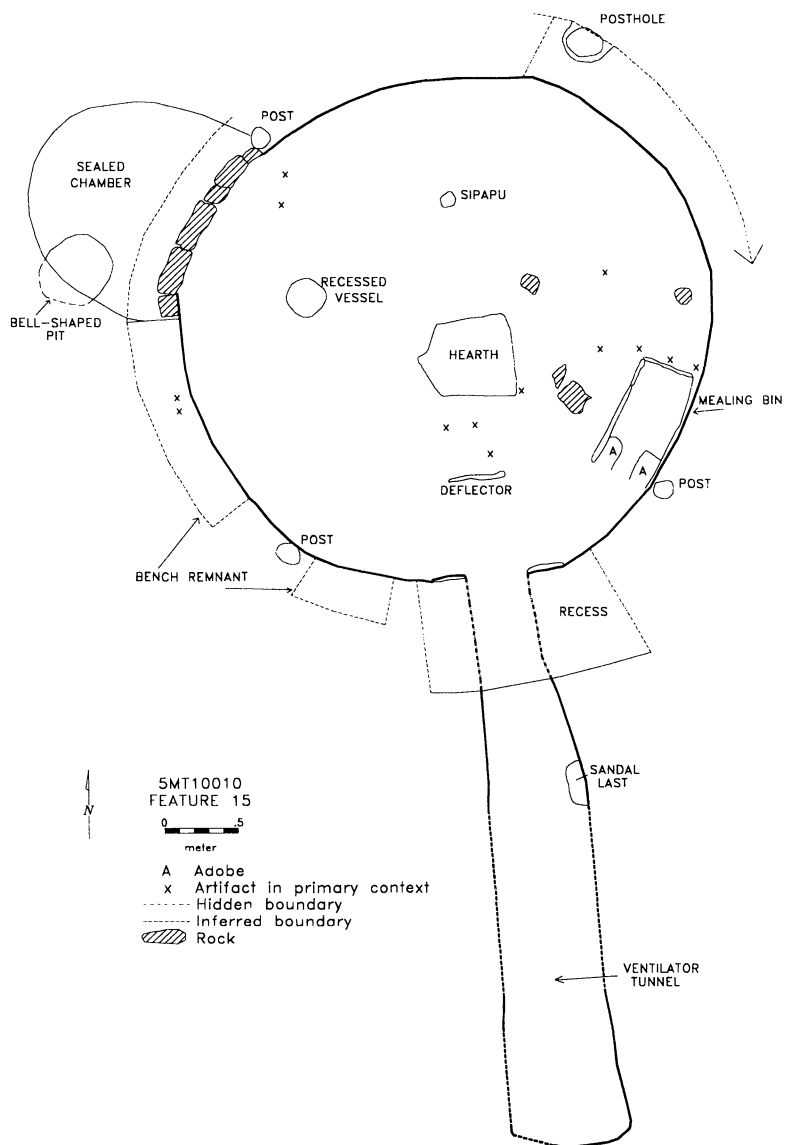 POSTHOLE
POST
SEALED
CHAMBER
SIPAPU
RECESSED
VESSEL
BELL-SHAPED
PIT
HEARTH
MEALING BIN
A
A
DEFLECTOR
POST
POST
BENCH REMNANT
RECESS
SANDAL
LAST
N
5MT10010
FEATURE 15
0 .5
meter
A Adobe
x Artifact in primary context
Hidden boundary
Inferred boundary
Rock
VENTILATOR
TUNNEL
x
x
x
x
x
x
x
x
x
x
x
x
x